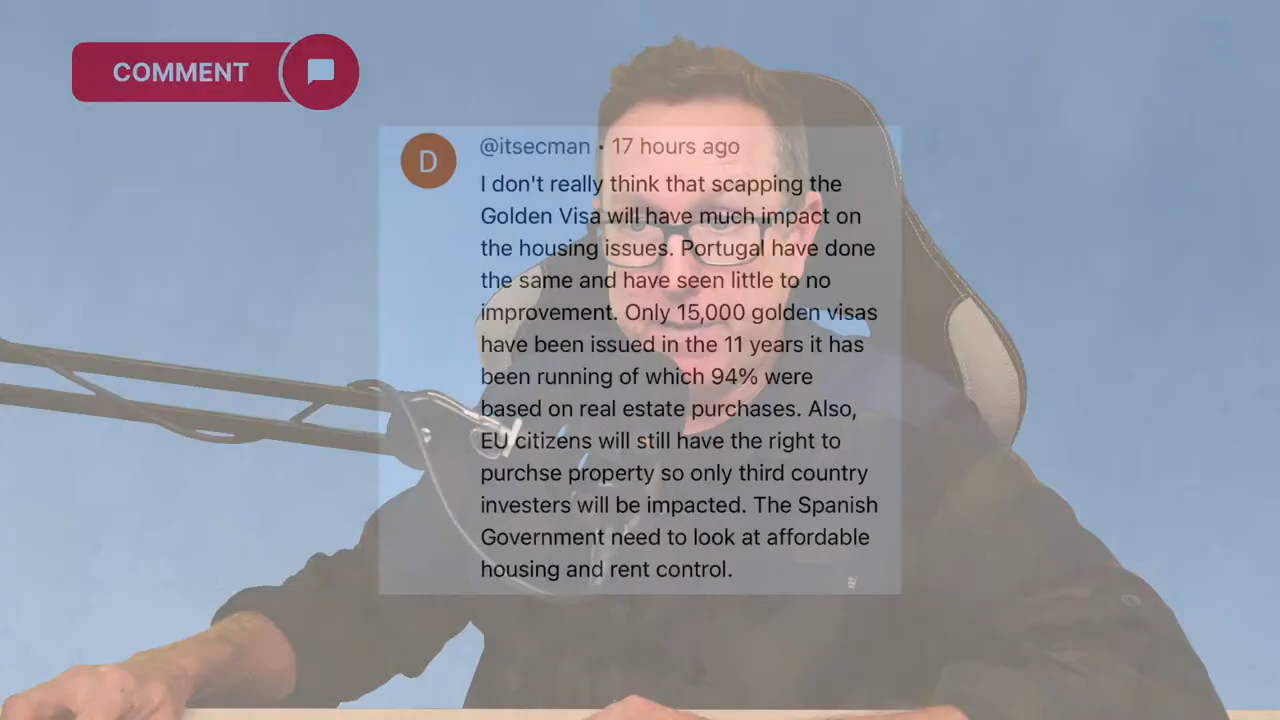 COMMENT
D
@itsecman • 17 hours ago
I don't really think that scapping the
Golden Visa will have much impact on
the housing issues. Portugal have done
the same and have seen little to no
improvement. Only 15,000 golden visas
have been issued in the 11 years it has
been running of which 94% were
based on real estate purchases. Also,
EU citizens will still have the right to
purchse property so only third country
investers will be impacted. The Spanish
Government need to look at affordable
housing and rent control.